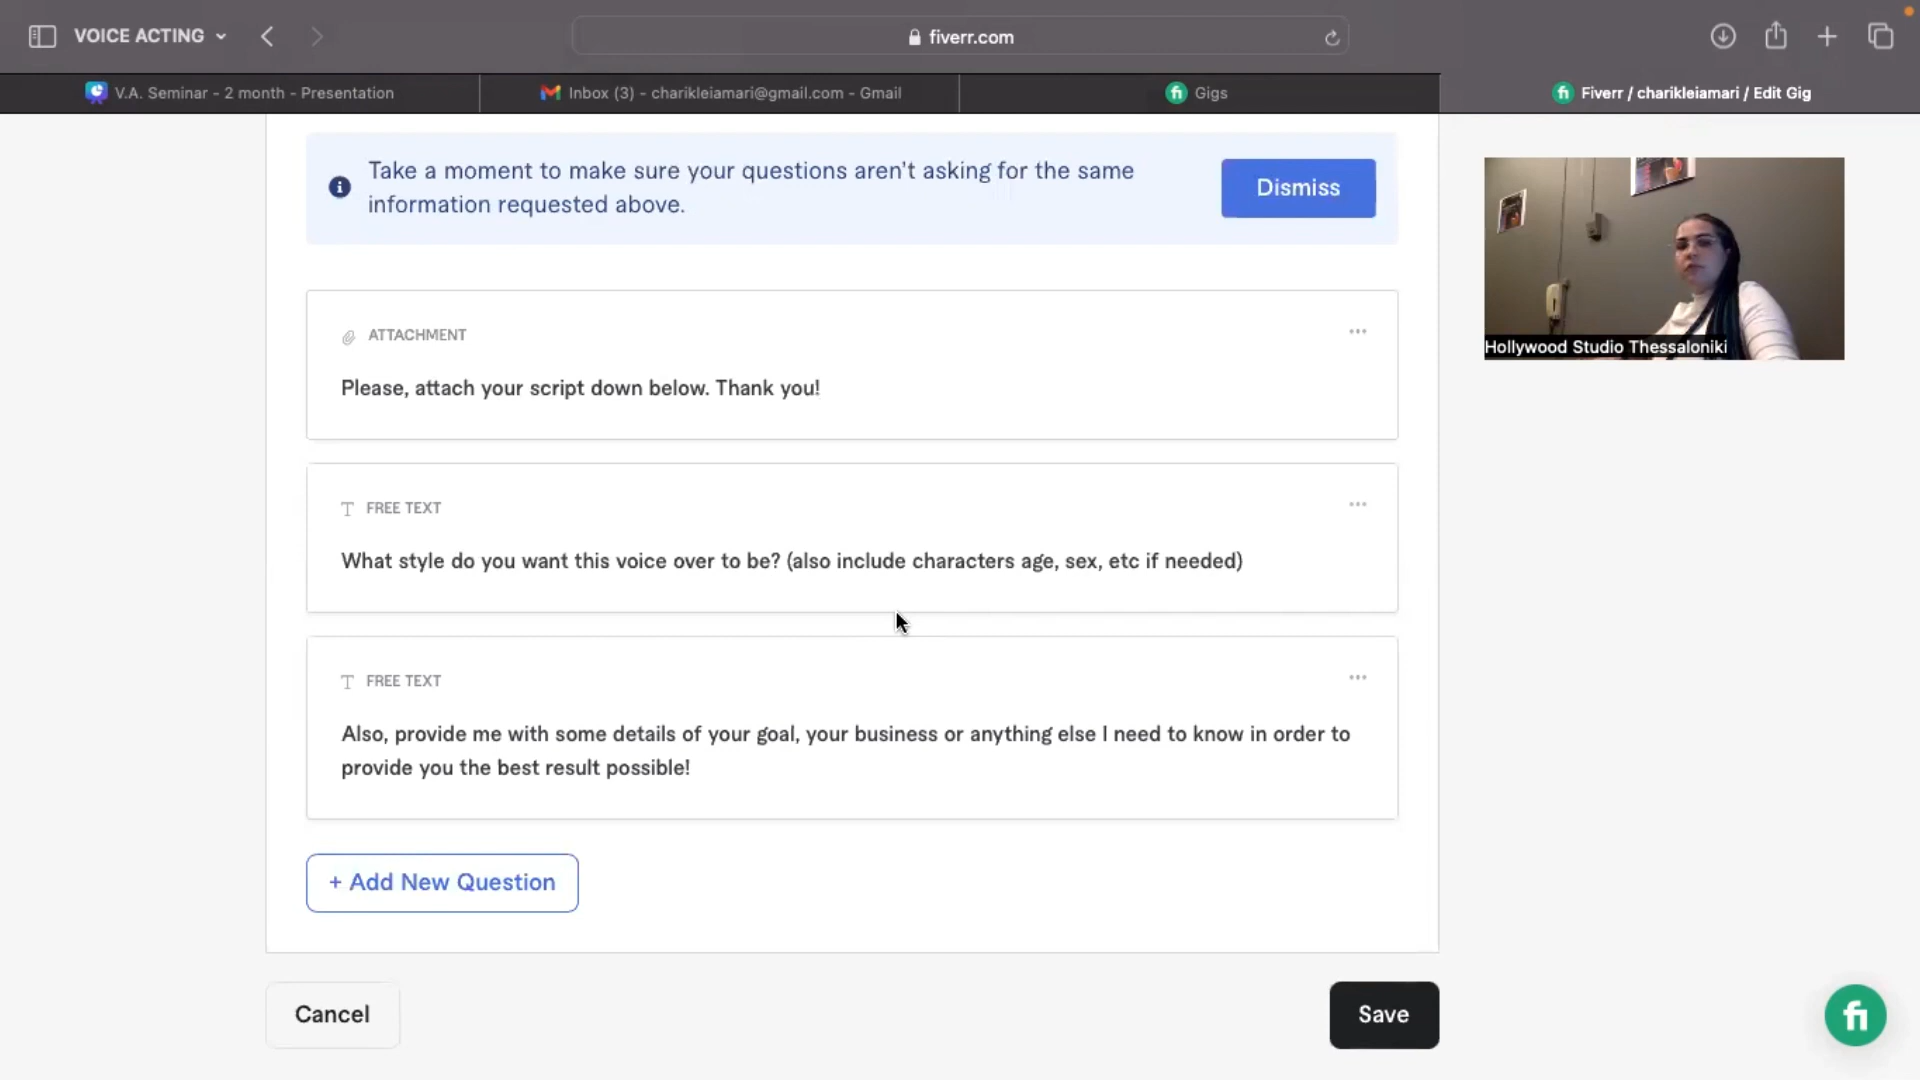 VOICE ACTING
fiverr.com
V.A. Seminar - 2 month - Presentation
Inbox (3) - charikleiamari@gmail.com - Gmail
fi Gigs
fi Fiverr / charikleiamari / Edit Gig
Take a moment to make sure your questions aren't asking for the same
information requested above.
Dismiss
ATTACHMENT
Please, attach your script down below. Thank you!
FREE TEXT
What style do you want this voice over to be? (also include characters age, sex, etc if needed)
FREE TEXT
Also, provide me with some details of your goal, your business or anything else I need to know in order to
provide you the best result possible!
+ Add New Question
Cancel
Save
fi
Hollywood Studio Thessaloniki